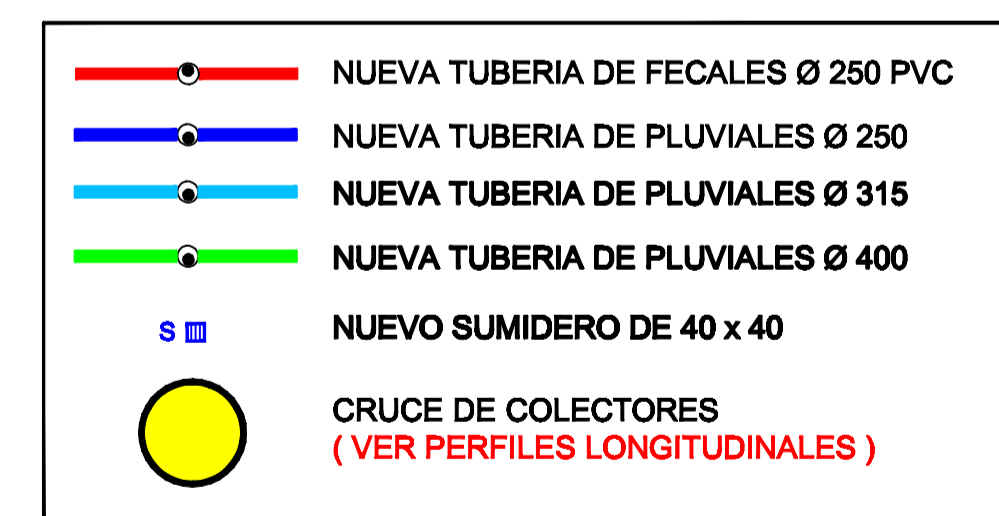 NUEVA TUBERIA DE FECALES Ø 250 PVC
NUEVA TUBERIA DE PLUVIALES Ø 250
NUEVA TUBERIA DE PLUVIALES Ø 315
NUEVA TUBERIA DE PLUVIALES Ø 400
S NUEVO SUMIDERO DE 40 x 40
CRUCE DE COLECTORES
( VER PERFILES LONGITUDINALES )